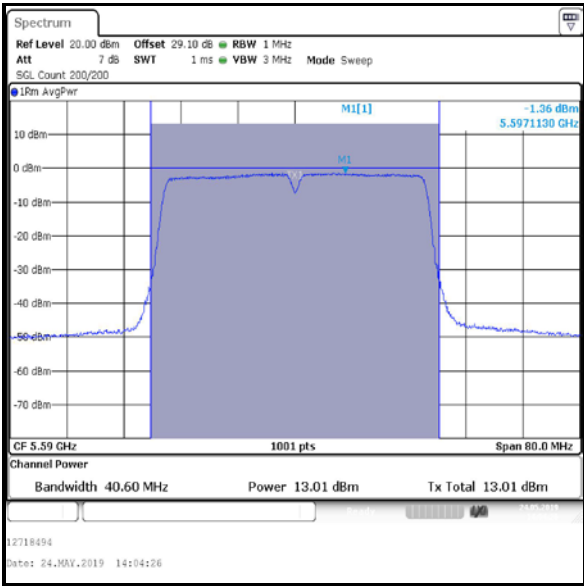 Spectrum
Ref Level 20.00 dBm Offset 29.10 dB RBW 1 MHz
Att 7 dB SWT 1 ms VBW 3 MHz Mode Sweep
SGL Count 200/200
1Rm AvgPwr
M1[1] -1.36 dBm
5.5971130 GHz
10 dBm
M1
0 dBm
-10 dBm
-20 dBm
-30 dBm
-40 dBm
-50 dBm
-60 dBm
-70 dBm
CF 5.59 GHz 1001 pts Span 80.0 MHz
Channel Power
Bandwidth 40.60 MHz Power 13.01 dBm Tx Total 13.01 dBm
Ready 24.05.2019
12718494
Date: 24.MAY.2019 14:04:26